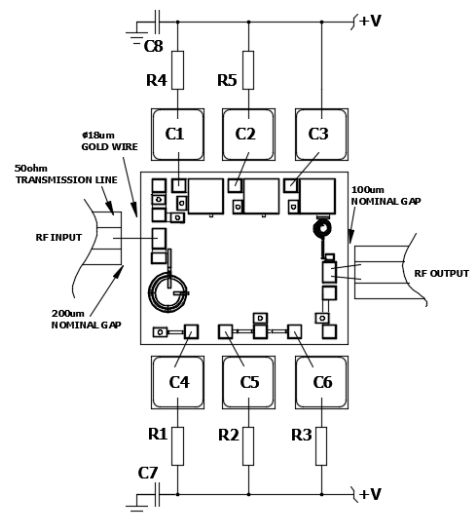 +V
C8
R4
R5
C1
C2
C3
ø18um
GOLD WIRE
50ohm
TRANSMISSION LINE
100um
NOMINAL GAP
RF INPUT
RF OUTPUT
200um
NOMINAL GAP
C4
C5
C6
R1
R2
R3
C7
+V